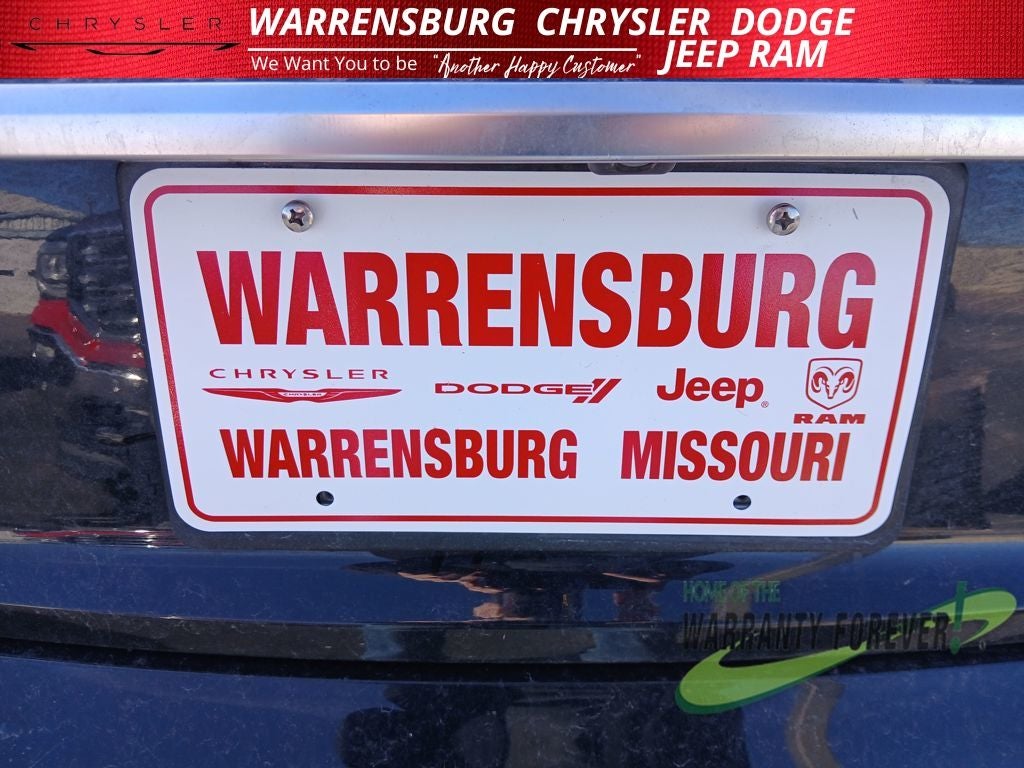 CHRYSLER
WARRENSBURG CHRYSLER DODGE
JEEP RAM
We Want You to be "Another Happy Customer"
WARRENSBURG
CHRYSLER
CHRYSLER
DODGE
Jeep®
RAM
WARRENSBURG MISSOURI
HOME OF THE
WARRANTY FOREVER!